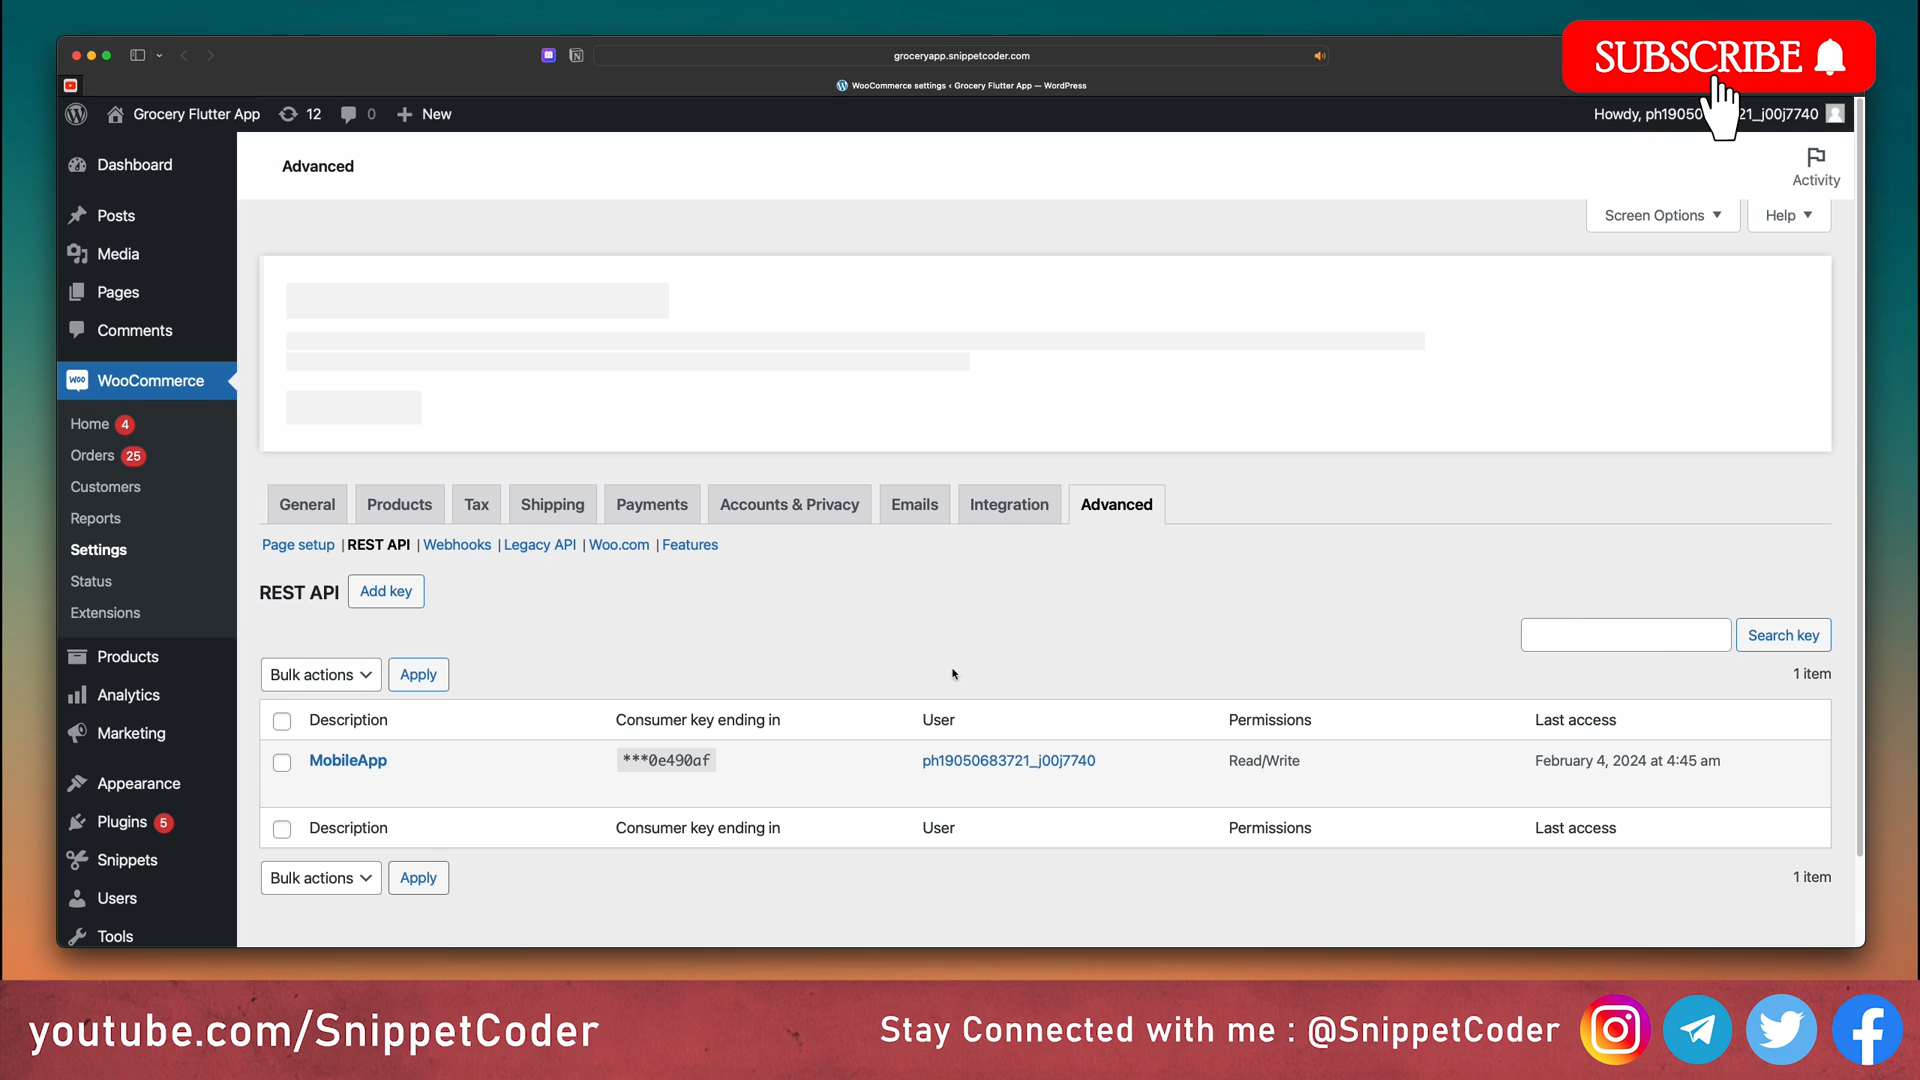 SUBSCRIBE
groceryapp.snippetcoder.com
WooCommerce settings ‹ Grocery Flutter App — WordPress
Grocery Flutter App
12
0
New
Howdy, ph19050 21_j00j7740
Dashboard
Posts
Media
Pages
Comments
WOO WooCommerce
Home 4
Orders 25
Customers
Reports
Settings
Status
Extensions
Products
Analytics
Marketing
Appearance
Plugins 5
Snippets
Users
Tools
Advanced
Activity
Screen Options
Help
General Products Tax Shipping Payments Accounts & Privacy Emails Integration Advanced
Page setup | REST API | Webhooks | Legacy API | Woo.com | Features
REST API Add key
Search key
Bulk actions Apply 1 item
Description Consumer key ending in User Permissions Last access
MobileApp ***0e490af ph19050683721_j00j7740 Read/Write February 4, 2024 at 4:45 am
Description Consumer key ending in User Permissions Last access
Bulk actions Apply 1 item
youtube.com/SnippetCoder
Stay Connected with me : @SnippetCoder